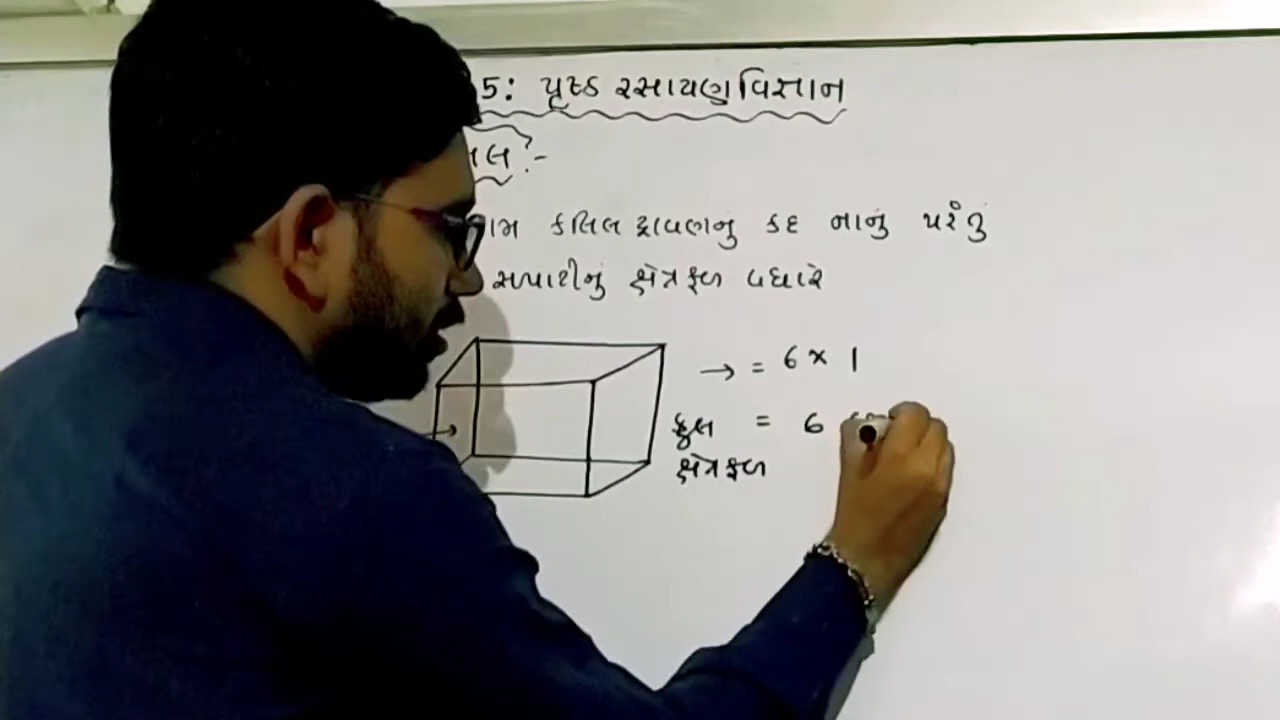 5: પૃષ્ઠ રસાયણવિજ્ઞાન
કલિલ દ્રાવણનું કદ નાનું પરંતુ
સપાટીનું ક્ષેત્રફળ વધારે
→ = 6 × 1
કુલ = 6
ક્ષેત્રફળ